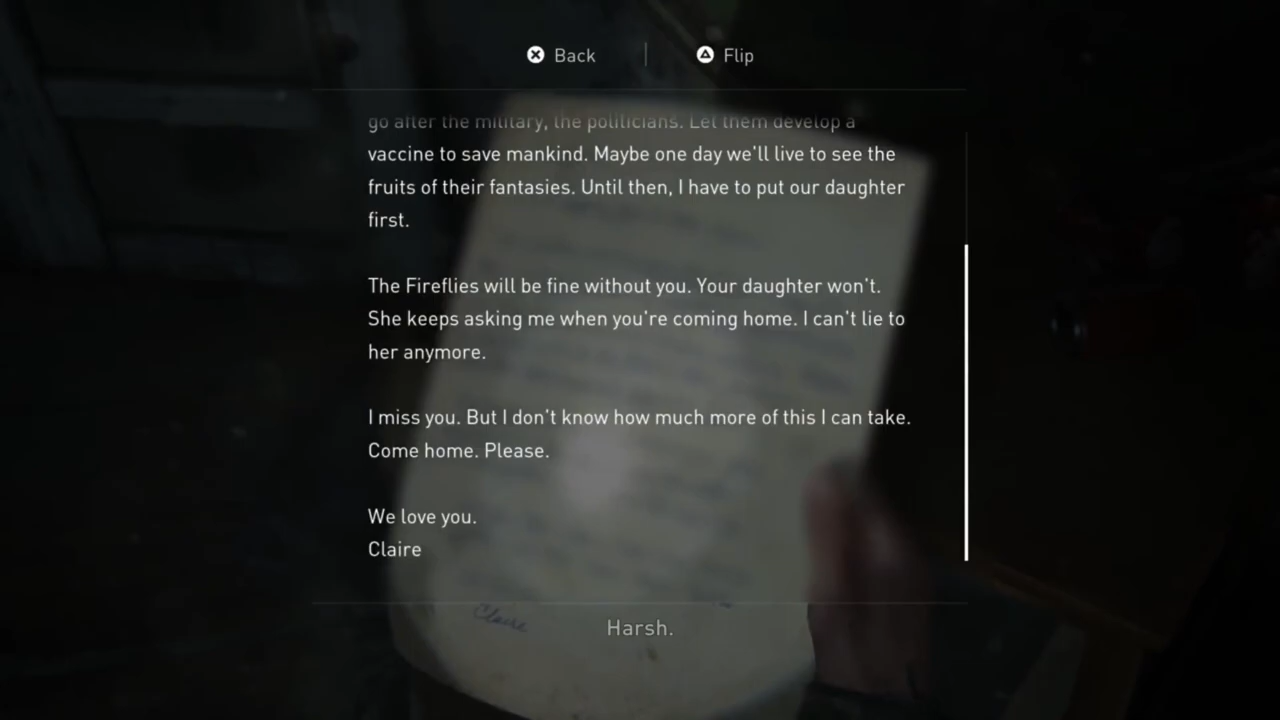 Back | Flip
go after the military, the politicians. Let them develop a
vaccine to save mankind. Maybe one day we'll live to see the
fruits of their fantasies. Until then, I have to put our daughter
first.
The Fireflies will be fine without you. Your daughter won't.
She keeps asking me when you're coming home. I can't lie to
her anymore.
I miss you. But I don't know how much more of this I can take.
Come home. Please.
We love you.
Claire
Claire
Harsh.